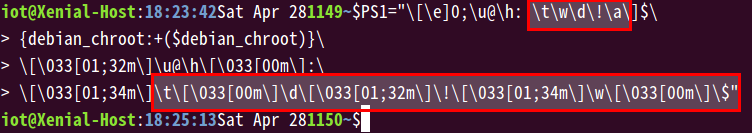 iot@Xenial-Host:18:23:42Sat Apr 281149~$PS1="\[\e]0;\u@\h: \t\w\d\!\a\]$\
> {debian_chroot:+($debian_chroot)}\
> \[\033[01;32m\]\u@\h\[\033[00m\]:\
> \[\033[01;34m\]\t\[\033[00m\]\d\[\033[01;32m\]\!\[\033[01;34m\]\w\[\033[00m\]\$"
iot@Xenial-Host:18:25:13Sat Apr 281150~$